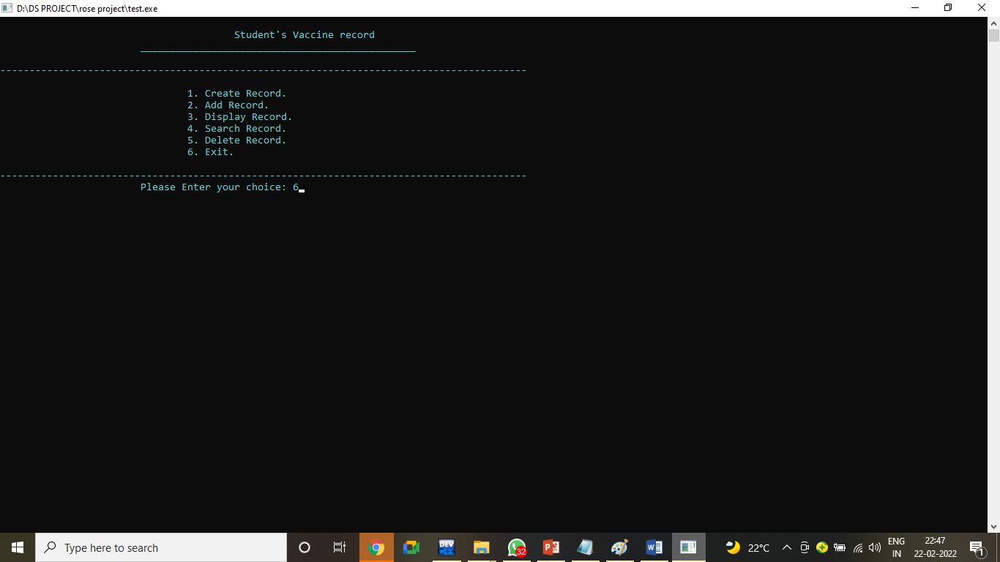 D:\DS PROJECT\rose project\test.exe
Student's Vaccine record
_______________________________________________
------------------------------------------------------------------------------------------
1. Create Record.
2. Add Record.
3. Display Record.
4. Search Record.
5. Delete Record.
6. Exit.
------------------------------------------------------------------------------------------
Please Enter your choice: 6
Type here to search
DEV
C++
32
P
W
22°C
ENG
IN
22:47
22-02-2022
1